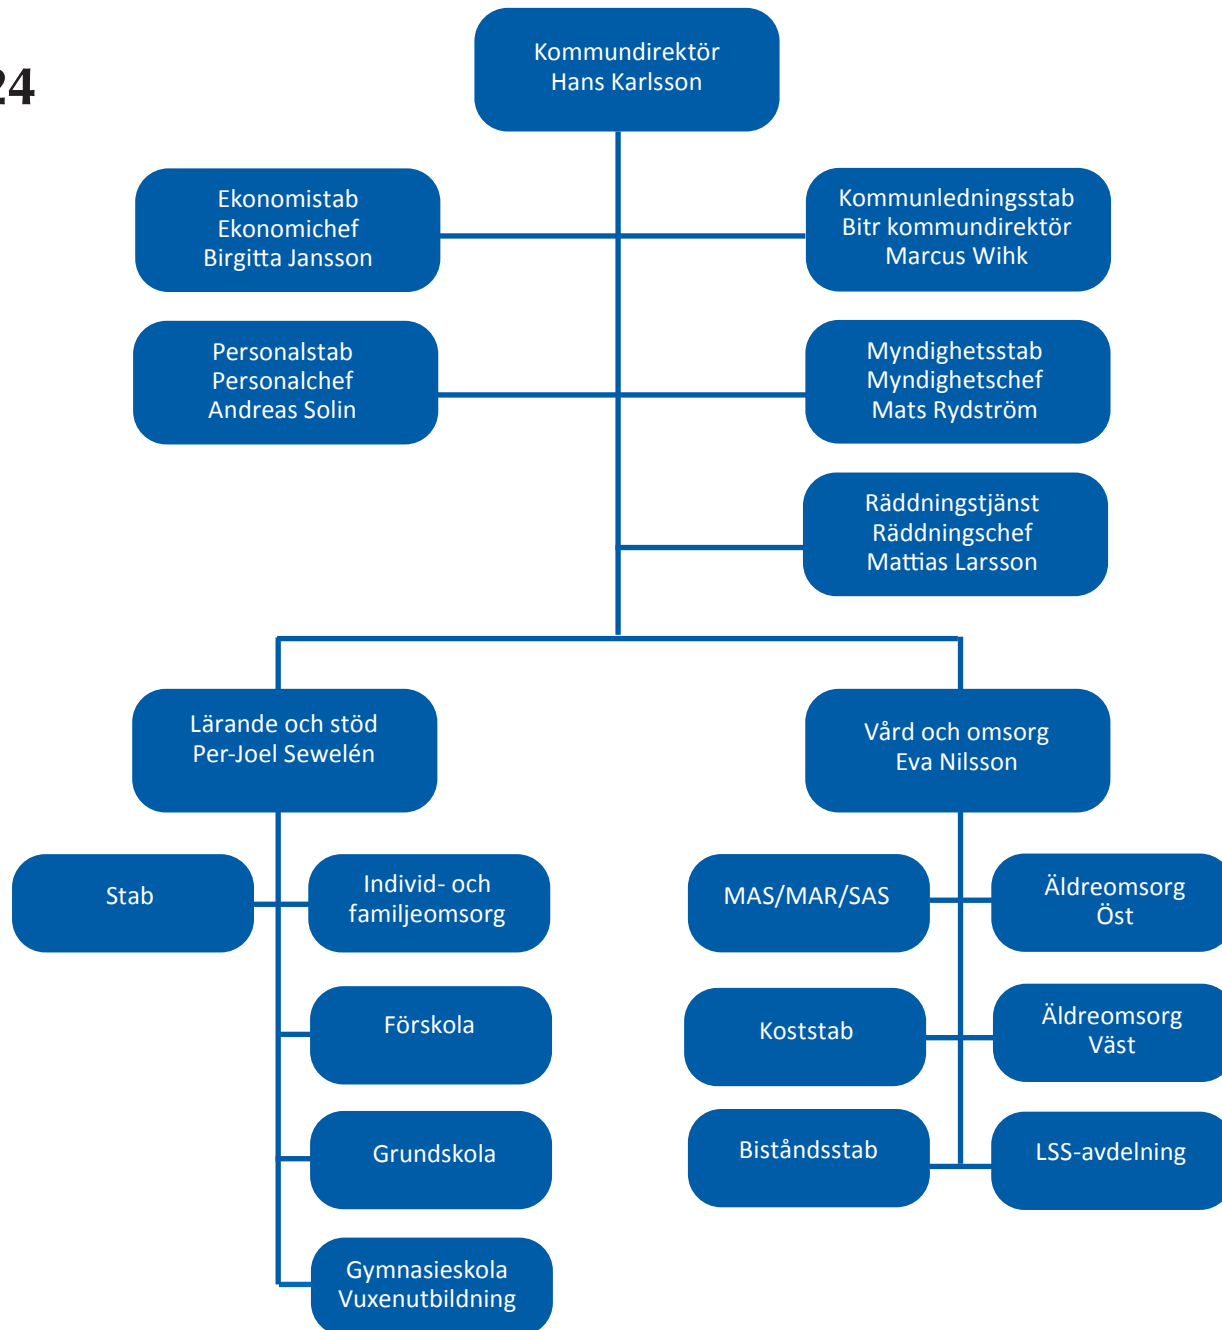 24
Kommundirektör
Hans Karlsson
Ekonomistab
Ekonomichef
Birgitta Jansson
Kommunledningsstab
Bitr kommundirektör
Marcus Wihk
Personalstab
Personalchef
Andreas Solin
Myndighetsstab
Myndighetschef
Mats Rydström
Räddningstjänst
Räddningschef
Mattias Larsson
Lärande och stöd
Per-Joel Sewelén
Vård och omsorg
Eva Nilsson
Stab
Individ- och
familjeomsorg
MAS/MAR/SAS
Äldreomsorg
Öst
Förskola
Koststab
Äldreomsorg
Väst
Grundskola
Biståndsstab
LSS-avdelning
Gymnasieskola
Vuxenutbildning